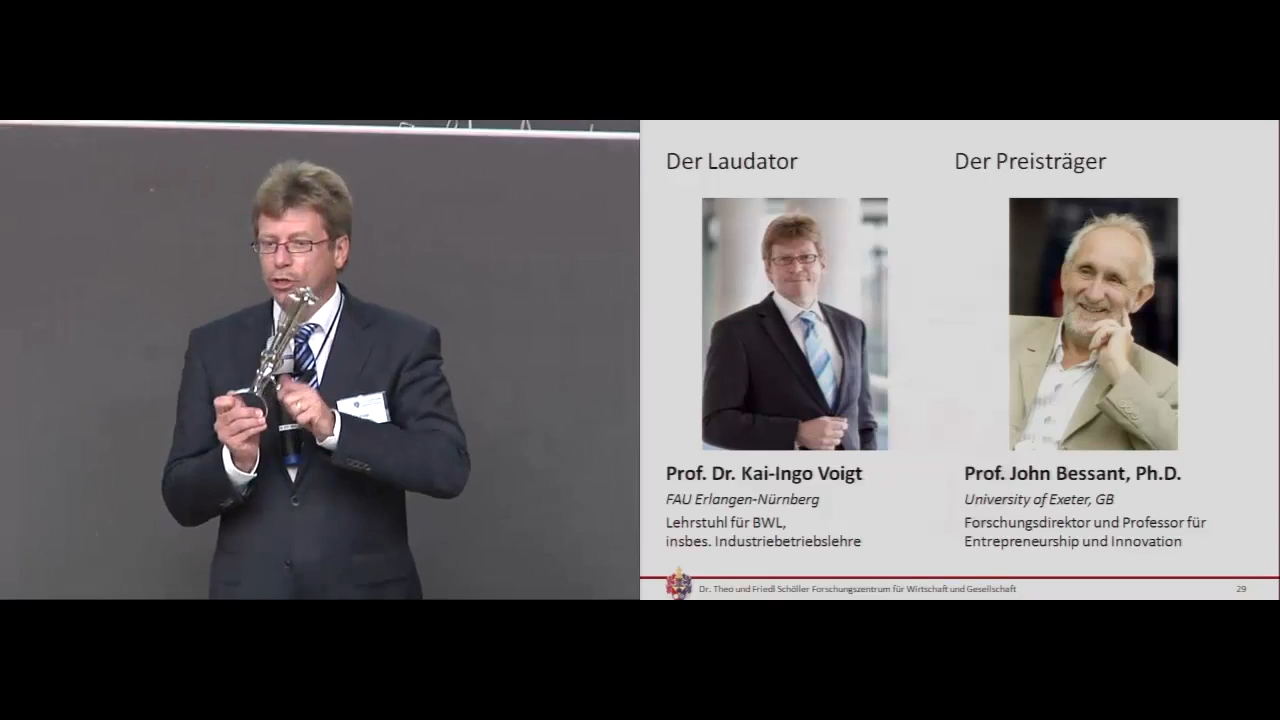 Der Laudator
Der Preisträger
Prof. Dr. Kai-Ingo Voigt
FAU Erlangen-Nürnberg
Lehrstuhl für BWL,
insbes. Industriebetriebslehre
Prof. John Bessant, Ph.D.
University of Exeter, GB
Forschungsdirektor und Professor für
Entrepreneurship und Innovation
Dr. Theo und Friedl Schöller Forschungszentrum für Wirtschaft und Gesellschaft
29